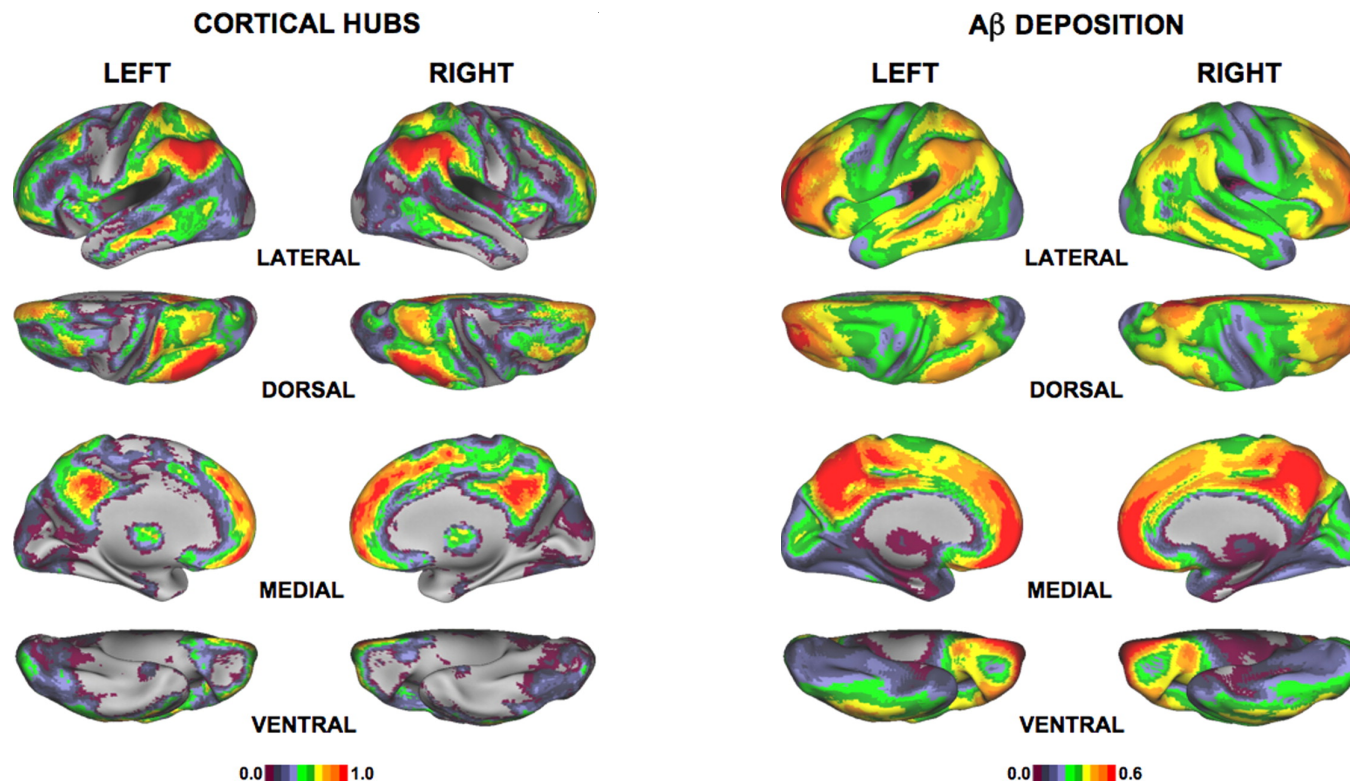 CORTICAL HUBS
LEFT RIGHT
LATERAL
DORSAL
MEDIAL
VENTRAL
0.0 1.0
Aβ DEPOSITION
LEFT RIGHT
LATERAL
DORSAL
MEDIAL
VENTRAL
0.0 0.6